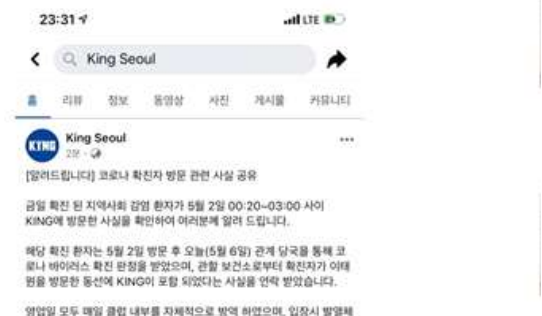 23:31
LTE
King Seoul
홈 리뷰 정보 동영상 사진 게시물 커뮤니티
KING
King Seoul
2분
[알려드립니다] 코로나 확진자 방문 관련 사실 공유
금일 확진 된 지역사회 감염 환자가 5월 2일 00:20~03:00 사이
KING에 방문한 사실을 확인하여 여러분께 알려 드립니다.
해당 확진 환자는 5월 2일 방문 후 오늘(5월 6일) 관계 당국을 통해 코
로나 바이러스 확진 판정을 받았으며, 관할 보건소로부터 확진자가 이태
원을 방문한 동선에 KING이 포함 되었다는 사실을 연락 받았습니다.
영업일 모두 매일 클럽 내부를 자체적으로 방역 하였으며, 입장시 발열체